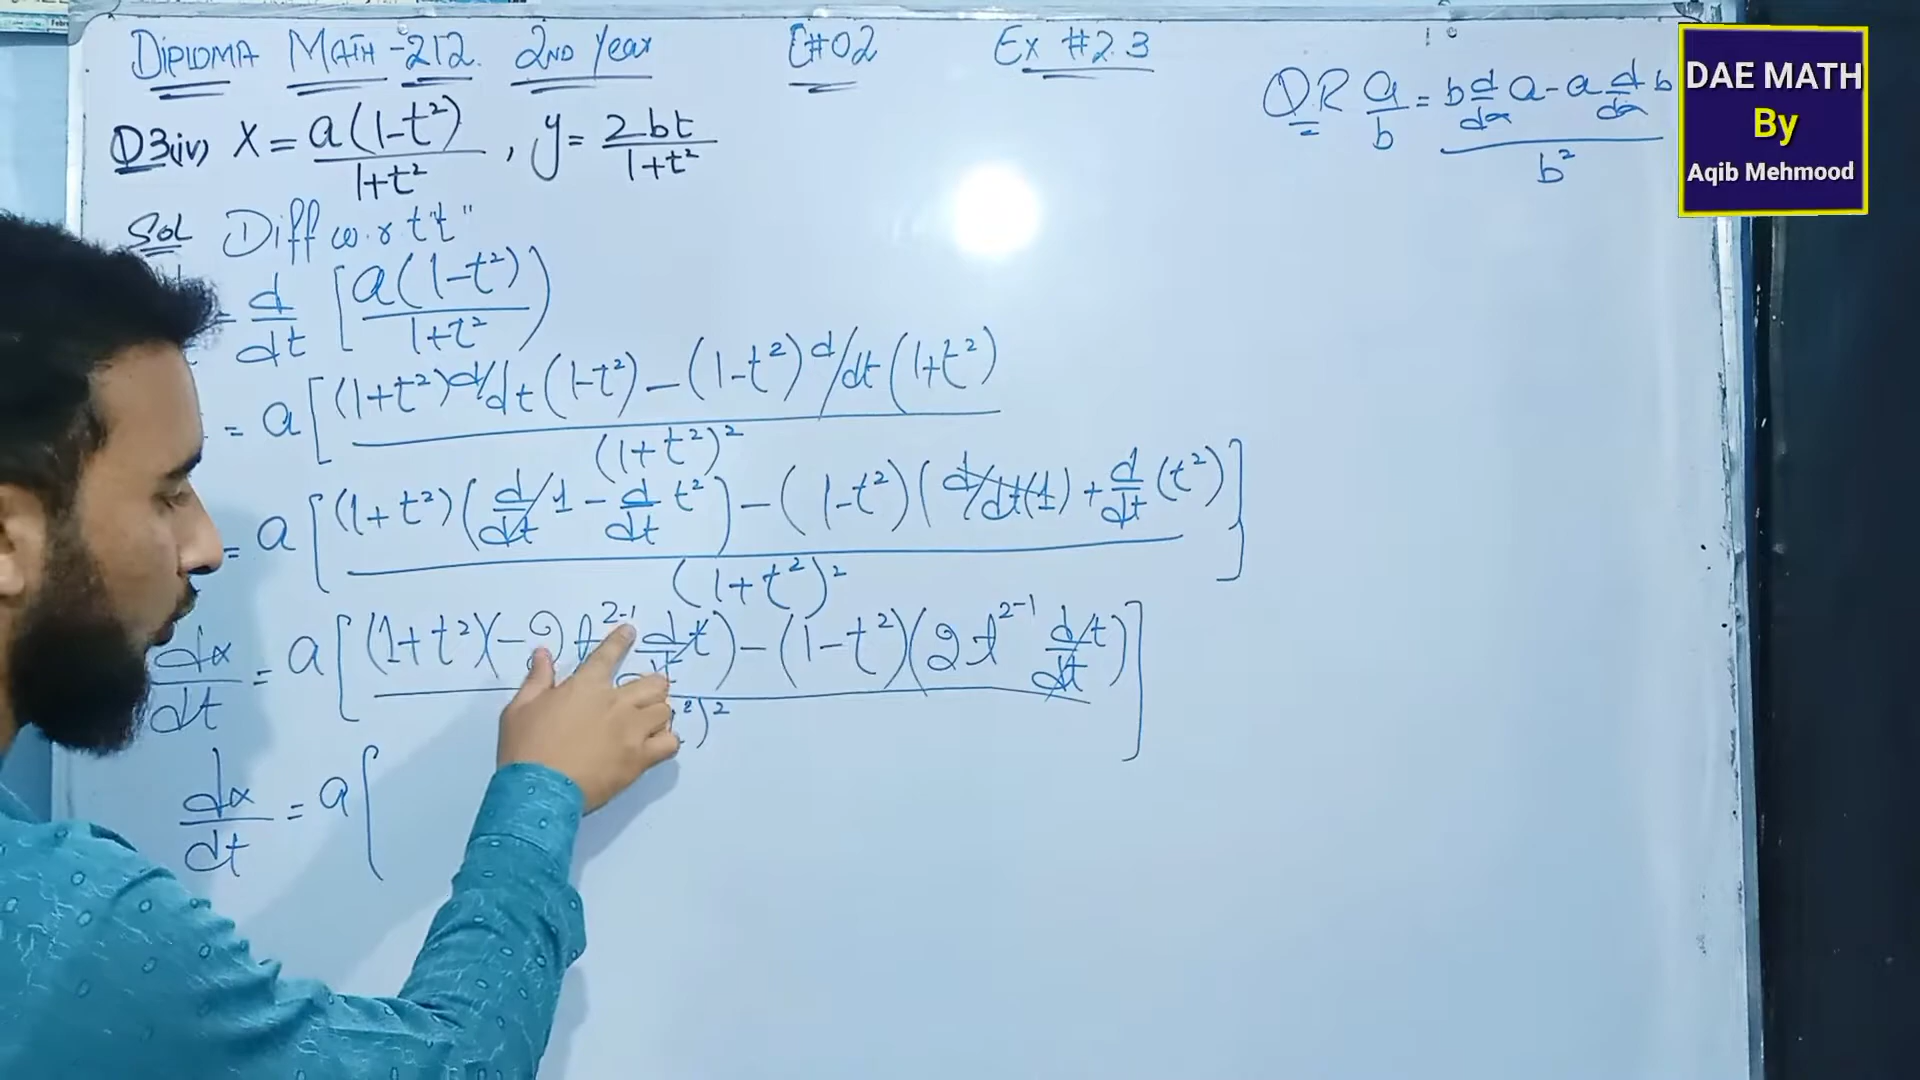 DIPLOMA MATH-212. 2ND Year C#02 Ex #2.3
Q3(iv) x = a(1-t²)/1+t² , y = 2bt/1+t²
Q.R a/b = b d/dx a - a d/dx b / b²
Sol Diff w.r.t "t"
= d/dt [a(1-t²)/1+t²)
= a[(1+t²) d/dt (1-t²) - (1-t²) d/dt (1+t²) / (1+t²)²
= a[(1+t²)(d/dt 1 - d/dt t²) - (1-t²)(d/dt(1) + d/dt (t²) / (1+t²)²]
dx/dt = a[(1+t²)(-2t²⁻¹ d/dt t) - (1-t²)(2t²⁻¹ d/dt t) / ²)²]
dx/dt = a[
DAE MATH
By
Aqib Mehmood